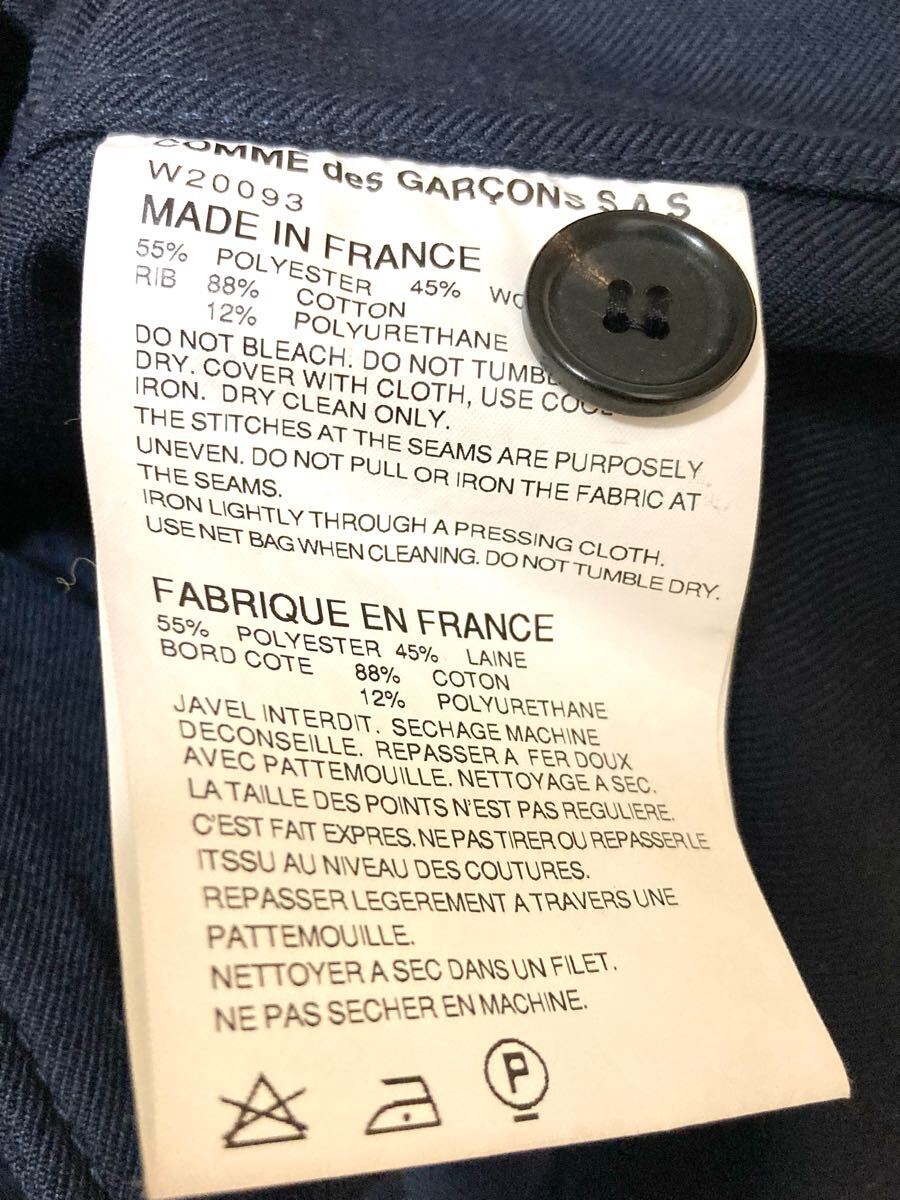 COMME des GARÇONS S.A.S
W20093
MADE IN FRANCE
55% POLYESTER 45%
RIB 88% COTTON
12% POLYURETHANE
DO NOT BLEACH. DO NOT
DRY. COVER WITH CLOTH, USE
IRON. DRY CLEAN ONLY.
THE STITCHES AT THE SEAMS ARE PURPOSELY
UNEVEN. DO NOT PULL OR IRON THE FABRIC AT
THE SEAMS.
IRON LIGHTLY THROUGH A PRESSING CLOTH.
USE NET BAG WHEN CLEANING. DO NOT TUMBLE DRY.
FABRIQUE EN FRANCE
55% POLYESTER 45% LAINE
BORD COTE 88% COTON
12% POLYURETHANE
JAVEL INTERDIT. SECHAGE MACHINE
DECONSEILLE. REPASSER A FER DOUX
AVEC PATTEMOUILLE. NETTOYAGE A SEC.
LA TAILLE DES POINTS N'EST PAS REGULIERE.
C'EST FAIT EXPRES. NE PAS TIRER OU REPASSER LE
ITSSU AU NIVEAU DES COUTURES.
REPASSER LEGEREMENT A TRAVERS UNE
PATTEMOUILLE.
NETTOYER A SEC DANS UN FILET.
NE PAS SECHER EN MACHINE.
P